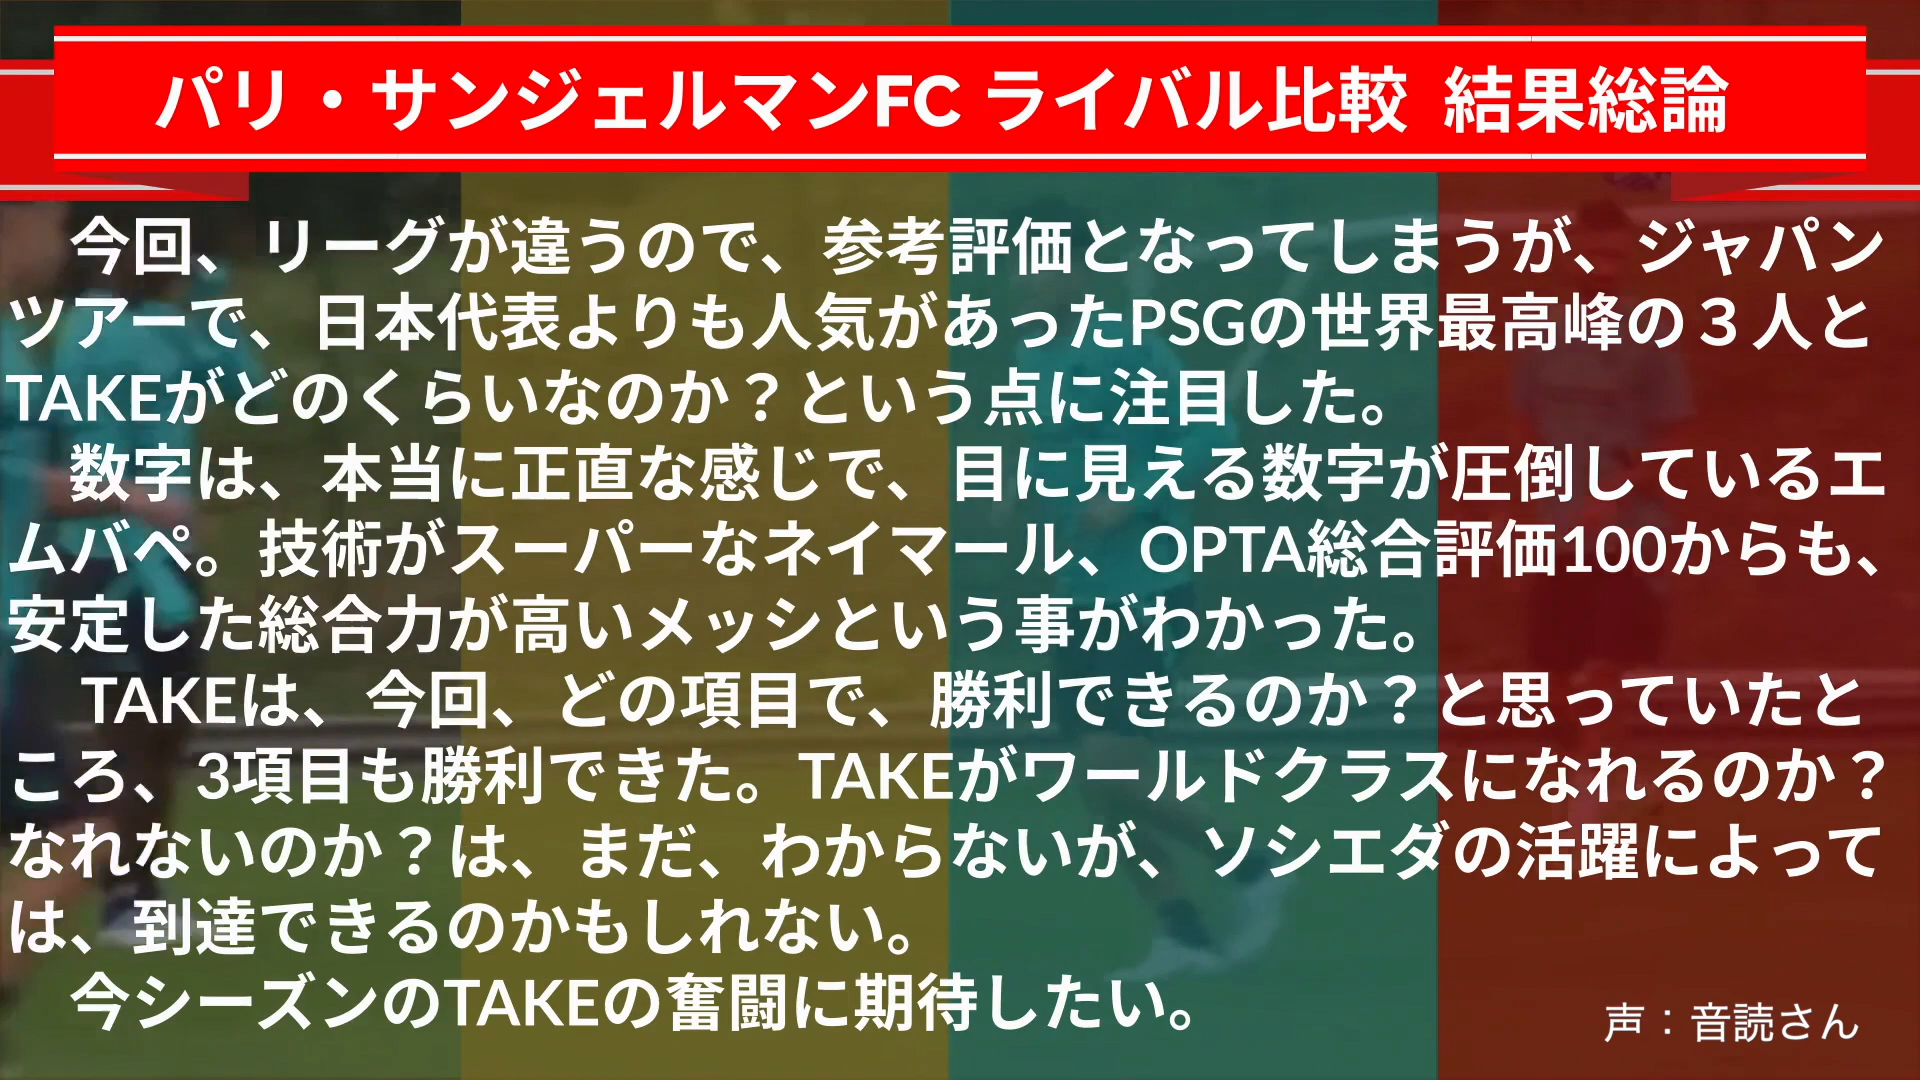 パリ・サンジェルマンFC ライバル比較 結果総論
今回、リーグが違うので、参考評価となってしまうが、ジャパン
ツアーで、日本代表よりも人気があったPSGの世界最高峰の３人と
TAKEがどのくらいなのか？という点に注目した。
数字は、本当に正直な感じで、目に見える数字が圧倒しているエ
ムバペ。技術がスーパーなネイマール、OPTA総合評価100からも、
安定した総合力が高いメッシという事がわかった。
TAKEは、今回、どの項目で、勝利できるのか？と思っていたと
ころ、3項目も勝利できた。TAKEがワールドクラスになれるのか？
なれないのか？は、まだ、わからないが、ソシエダの活躍によって
は、到達できるのかもしれない。
今シーズンのTAKEの奮闘に期待したい。
声：音読さん